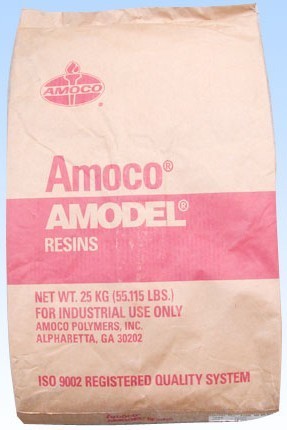 AMOCO
Amoco®
AMODEL®
RESINS
NET WT. 25 KG (55.115 LBS.)
FOR INDUSTRIAL USE ONLY
AMOCO POLYMERS, INC.
ALPHARETTA, GA 30202
ISO 9002 REGISTERED QUALITY SYSTEM